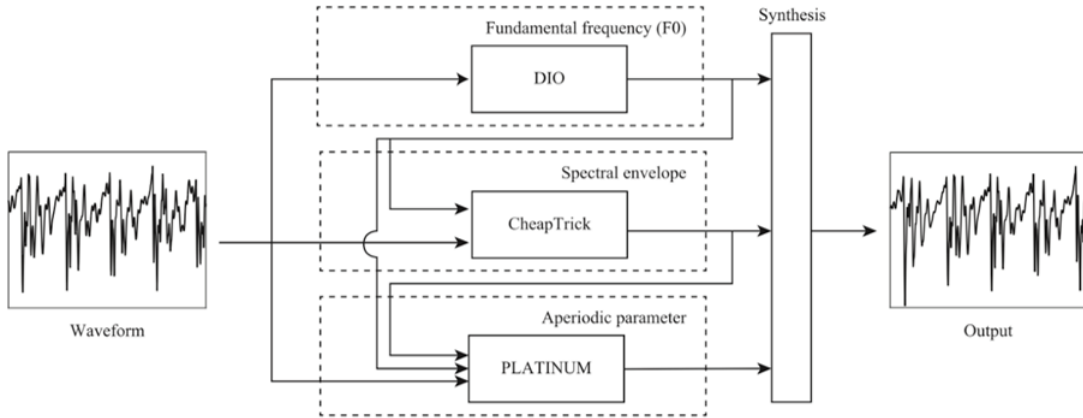 Synthesis
Fundamental frequency (F0)
DIO
Spectral envelope
CheapTrick
Waveform
Aperiodic parameter
PLATINUM
Output